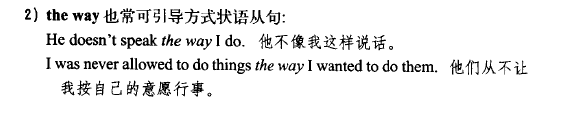 2) the way 也常可引导方式状语从句:
He doesn't speak the way I do. 他不像我这样说话。
I was never allowed to do things the way I wanted to do them. 他们从不让
我按自己的意愿行事。